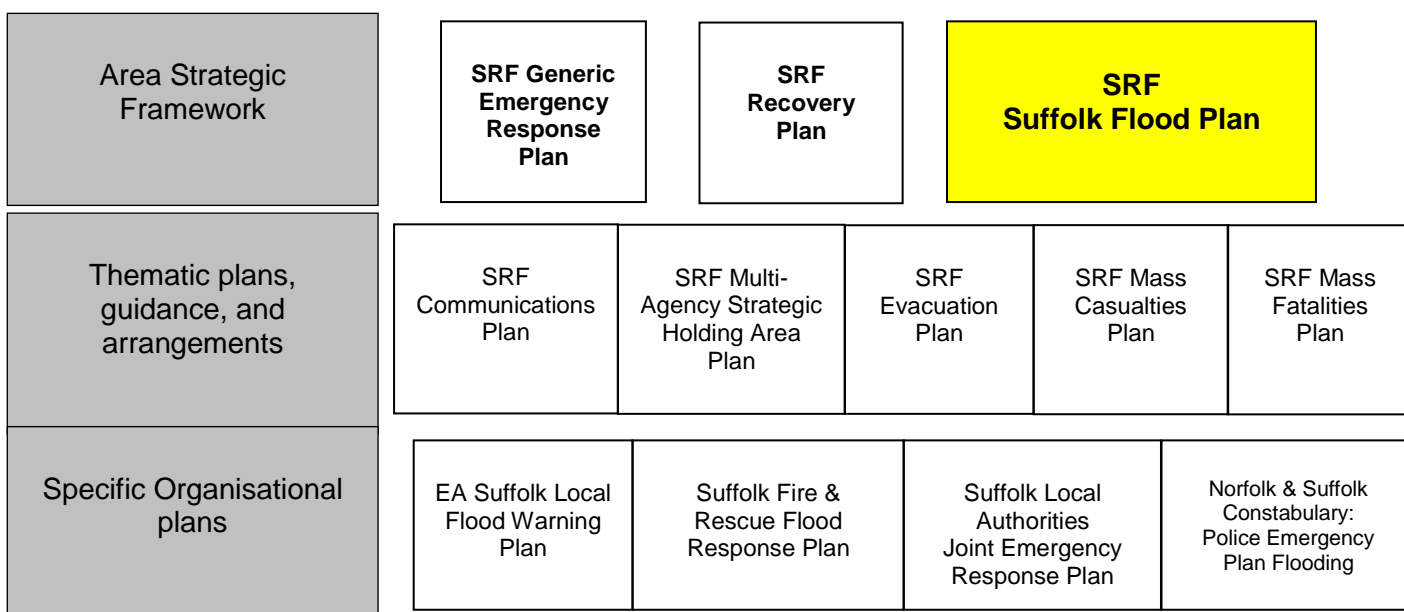 Area Strategic
Framework
SRF Generic
Emergency
Response
Plan
SRF
Recovery
Plan
SRF
Suffolk Flood Plan
Thematic plans,
guidance, and
arrangements
SRF
Communications
Plan
SRF Multi-
Agency Strategic
Holding Area
Plan
SRF
Evacuation
Plan
SRF Mass
Casualties
Plan
SRF Mass
Fatalities
Plan
Specific Organisational
plans
EA Suffolk Local
Flood Warning
Plan
Suffolk Fire &
Rescue Flood
Response Plan
Suffolk Local
Authorities
Joint Emergency
Response Plan
Norfolk & Suffolk
Constabulary:
Police Emergency
Plan Flooding